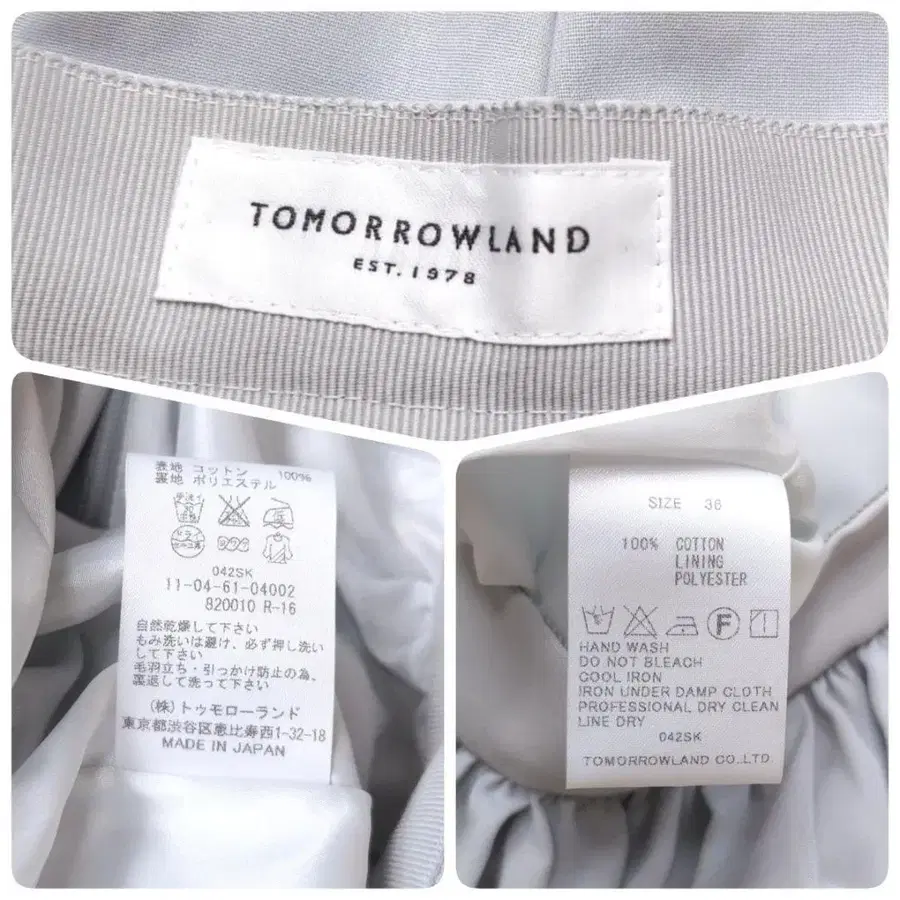 TOMORROWLAND
EST. 1978
表地 コットン 100%
裏地 ポリエステル
042SK
11-04-61-04002
820010 R-16
自然乾燥して下さい
もみ洗いは避け、必ず押し洗い
して下さい
毛羽立ち・引っかけ防止の為、
裏返して洗って下さい
(株)トゥモローランド
東京都渋谷区恵比寿西1-32-18
MADE IN JAPAN
SIZE 36
100% COTTON
LINING
POLYESTER
F
HAND WASH
DO NOT BLEACH
COOL IRON
IRON UNDER DAMP CLOTH
PROFESSIONAL DRY CLEAN
LINE DRY
042SK
TOMORROWLAND CO.,LTD.